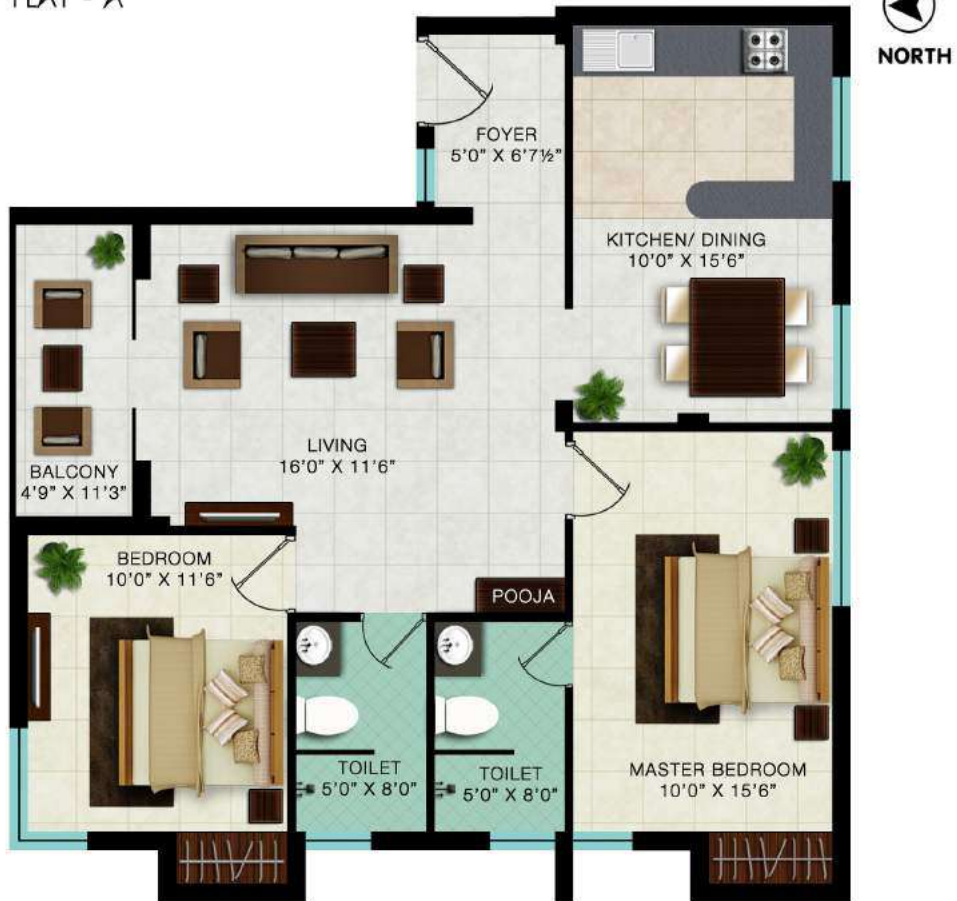 FLAT - A
NORTH
FOYER
5'0" X 6'7½"
KITCHEN/ DINING
10'0" X 15'6"
LIVING
16'0" X 11'6"
BALCONY
4'9" X 11'3"
BEDROOM
10'0" X 11'6"
POOJA
TOILET
5'0" X 8'0"
TOILET
5'0" X 8'0"
MASTER BEDROOM
10'0" X 15'6"